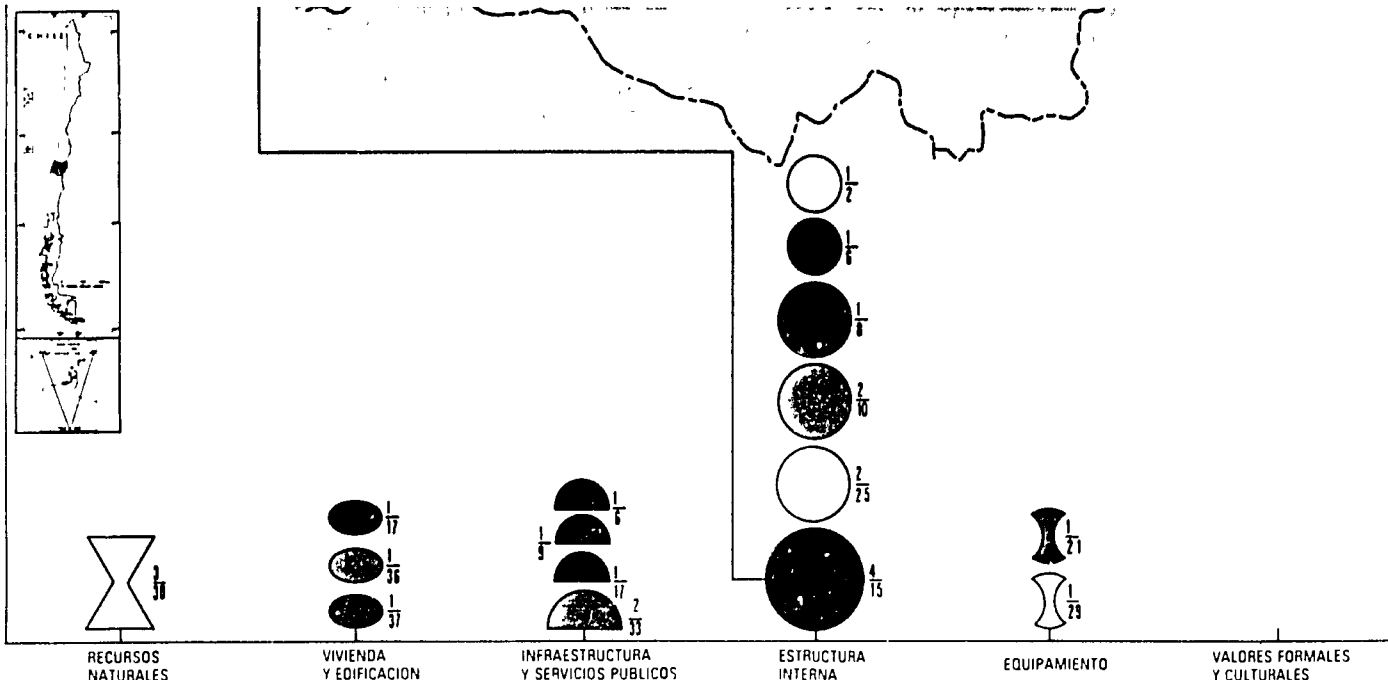 CHILE
1/2
1/6
1/8
2/10
2/25
4/15
1/17
1/36
1/37
1/6
1/9
1/17
2/33
1/21
1/29
RECURSOS
NATURALES
VIVIENDA
Y EDIFICACION
INFRAESTRUCTURA
Y SERVICIOS PUBLICOS
ESTRUCTURA
INTERNA
EQUIPAMIENTO
VALORES FORMALES
Y CULTURALES